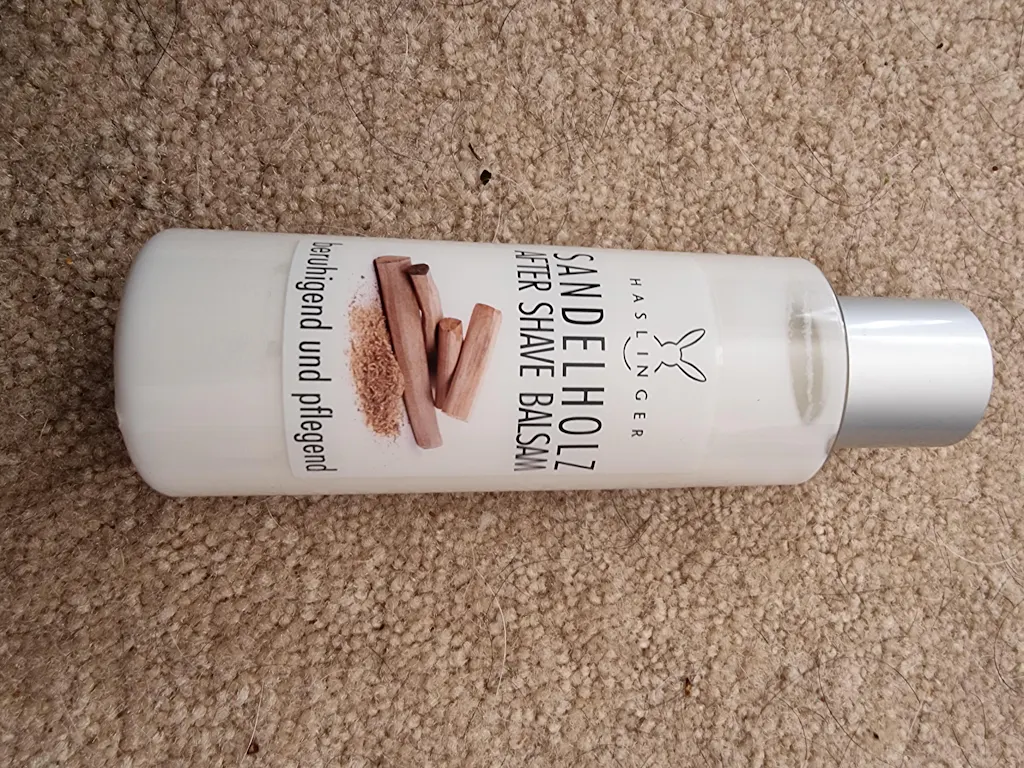 HASLINGER
SANDELHOLZ
AFTER SHAVE BALSAM
beruhigend und pflegend